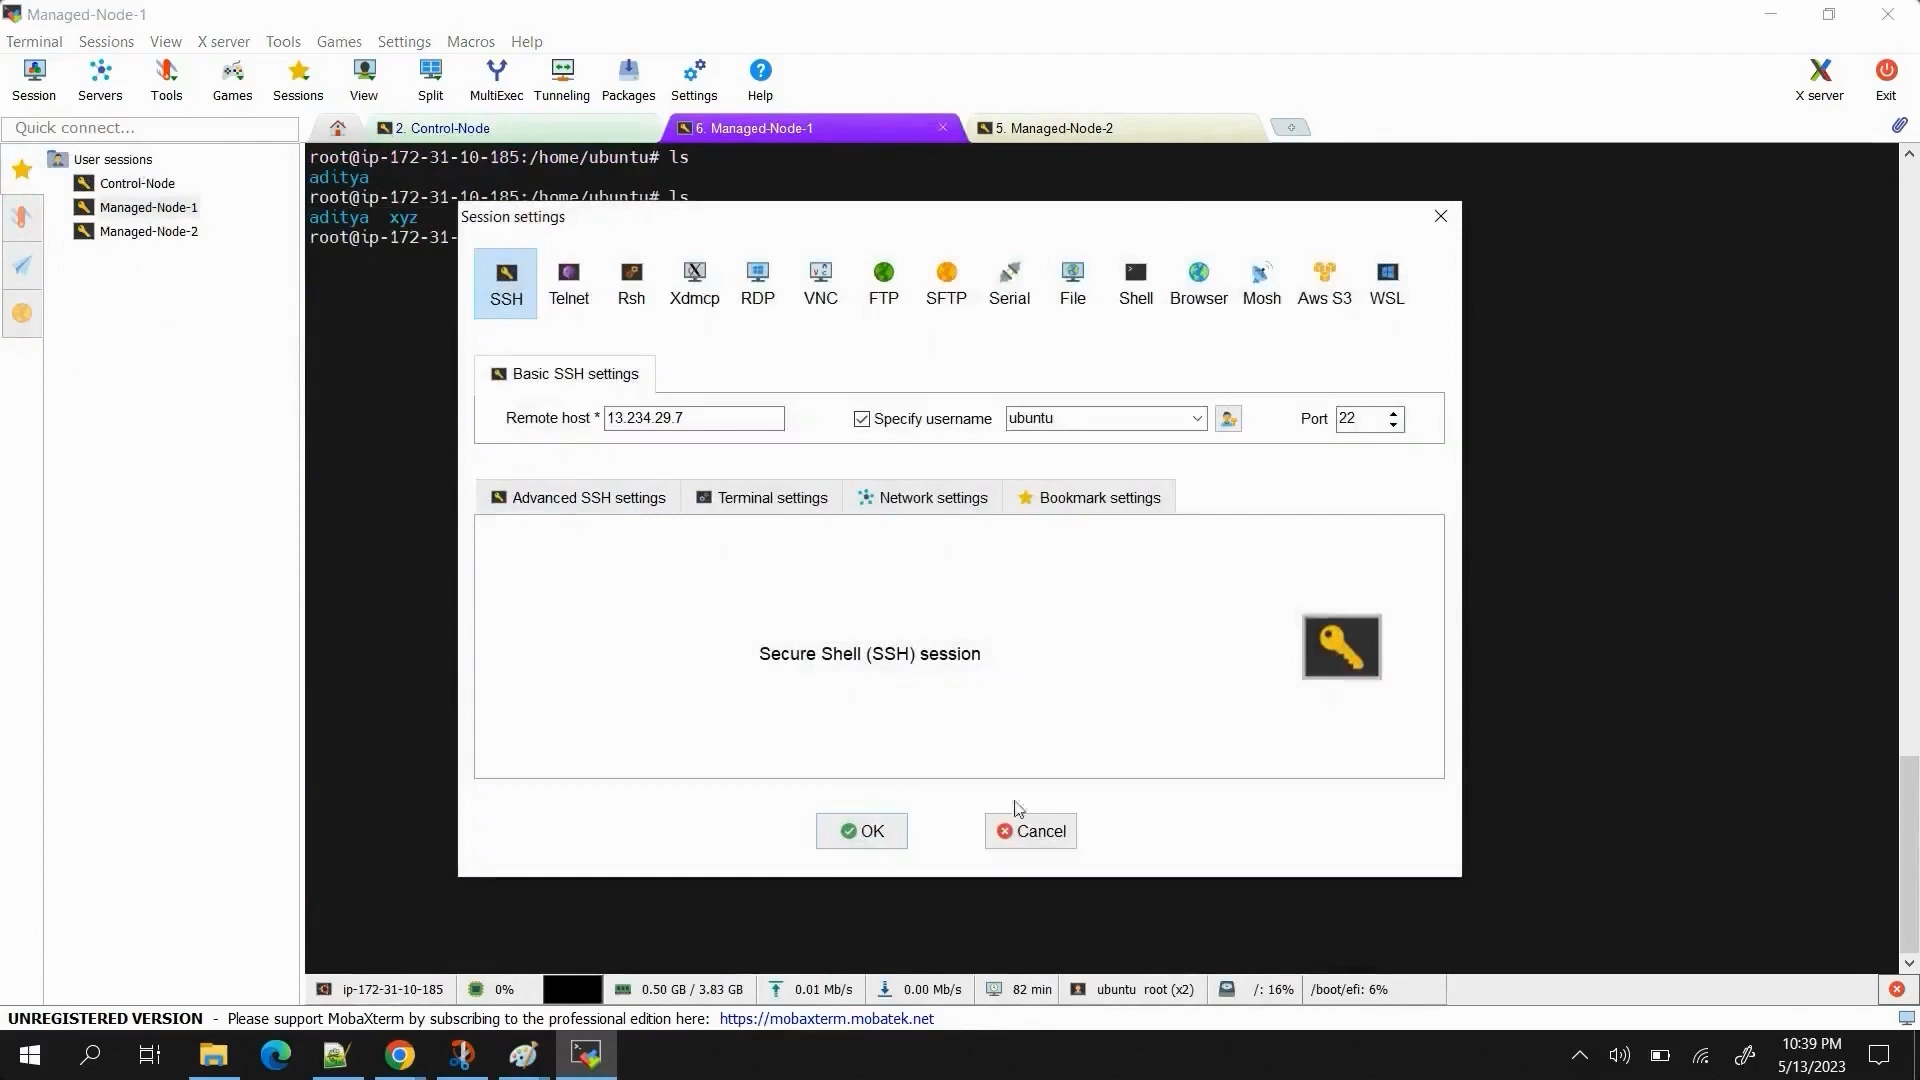 Managed-Node-1
Terminal Sessions View X server Tools Games Settings Macros Help
Session Servers Tools Games Sessions View Split MultiExec Tunneling Packages Settings Help X server Exit
Quick connect...
2. Control-Node
6. Managed-Node-1
5. Managed-Node-2
User sessions
Control-Node
Managed-Node-1
Managed-Node-2
root@ip-172-31-10-185:/home/ubuntu# ls
aditya
root@ip-172-31-10-185:/home/ubuntu# ls
aditya xyz
root@ip-172-31-
Session settings
SSH Telnet Rsh Xdmcp RDP VNC FTP SFTP Serial File Shell Browser Mosh Aws S3 WSL
Basic SSH settings
Remote host * 13.234.29.7 Specify username ubuntu Port 22
Advanced SSH settings Terminal settings Network settings Bookmark settings
Secure Shell (SSH) session
OK Cancel
ip-172-31-10-185 0% 0.50 GB / 3.83 GB 0.01 Mb/s 0.00 Mb/s 82 min ubuntu root (x2) /: 16% /boot/efi: 6%
UNREGISTERED VERSION - Please support MobaXterm by subscribing to the professional edition here: https://mobaxterm.mobatek.net
10:39 PM
5/13/2023